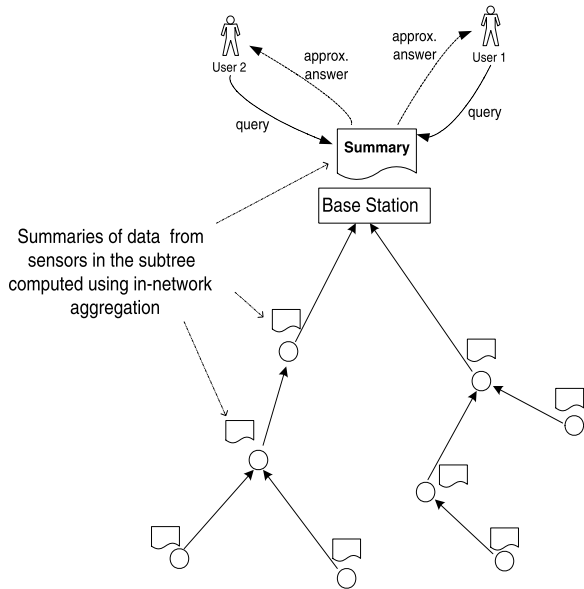 approx.
answer
User 2
approx.
answer
User 1
query
query
Summary
Base Station
Summaries of data from
sensors in the subtree
computed using in-network
aggregation